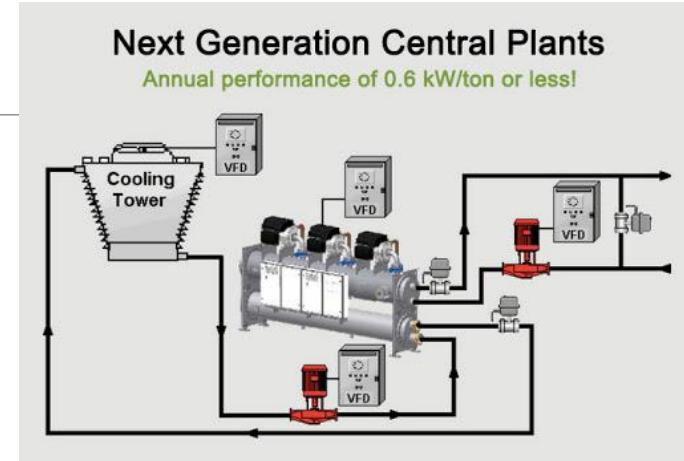 Next Generation Central Plants
Annual performance of 0.6 kW/ton or less!
Cooling
Tower
VFD
VFD
VFD
VFD